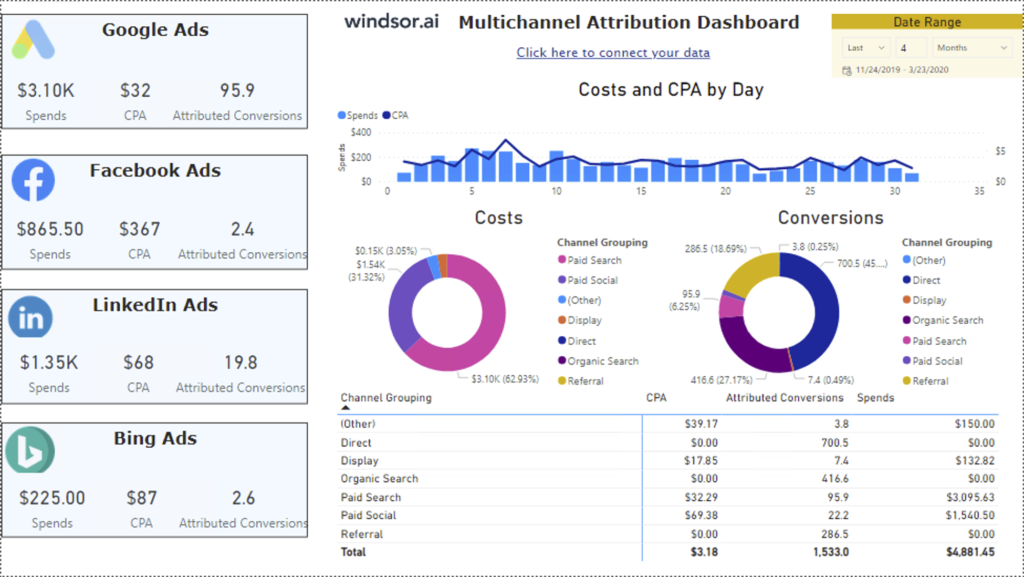 windsor.ai Multichannel Attribution Dashboard
Click here to connect your data
Date Range
Last 4 Months
11/24/2019 - 3/23/2020
Google Ads
$3.10K $32 95.9
Spends CPA Attributed Conversions
Facebook Ads
$865.50 $367 2.4
Spends CPA Attributed Conversions
LinkedIn Ads
$1.35K $68 19.8
Spends CPA Attributed Conversions
Bing Ads
$225.00 $87 2.6
Spends CPA Attributed Conversions
Costs and CPA by Day
Spends CPA
Spends
$400
$200
$0
$5
$0
0 5 10 15 20 25 30 35
Costs
$0.15K (3.05%)
$1.54K
(31.32%)
$3.10K (62.93%)
Channel Grouping
Paid Search
Paid Social
(Other)
Display
Direct
Organic Search
Referral
Conversions
286.5 (18.69%)
3.8 (0.25%)
700.5 (45....)
95.9
(6.25%)
416.6 (27.17%)
7.4 (0.49%)
Channel Grouping
(Other)
Direct
Display
Organic Search
Paid Search
Paid Social
Referral
Channel Grouping CPA Attributed Conversions Spends
(Other) $39.17 3.8 $150.00
Direct $0.00 700.5 $0.00
Display $17.85 7.4 $132.82
Organic Search $0.00 416.6 $0.00
Paid Search $32.29 95.9 $3,095.63
Paid Social $69.38 22.2 $1,540.50
Referral $0.00 286.5 $0.00
Total $3.18 1,533.0 $4,881.45